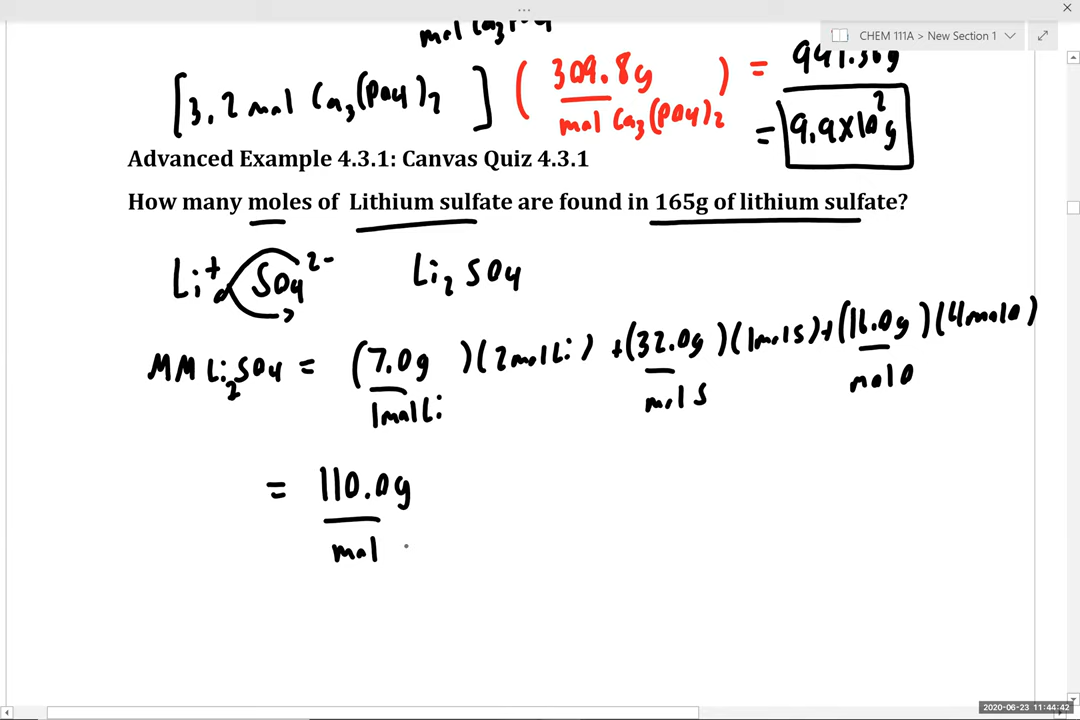 CHEM 111A > New Section 1
mol Ca3
[3.2 mol Ca3(PO4)2] (309.8g / mol Ca3(PO4)2) =
= 9.9x10^2 g
Advanced Example 4.3.1: Canvas Quiz 4.3.1
How many moles of Lithium sulfate are found in 165g of lithium sulfate?
Li+ SO4 2- Li2SO4
MM Li2SO4 = (7.0g / 1mol Li)(2mol Li) + (32.0g / mol S)(1mol S) + (16.0g / mol O)(4mol O)
= 110.0g / mol
2020-06-23 11:44:42